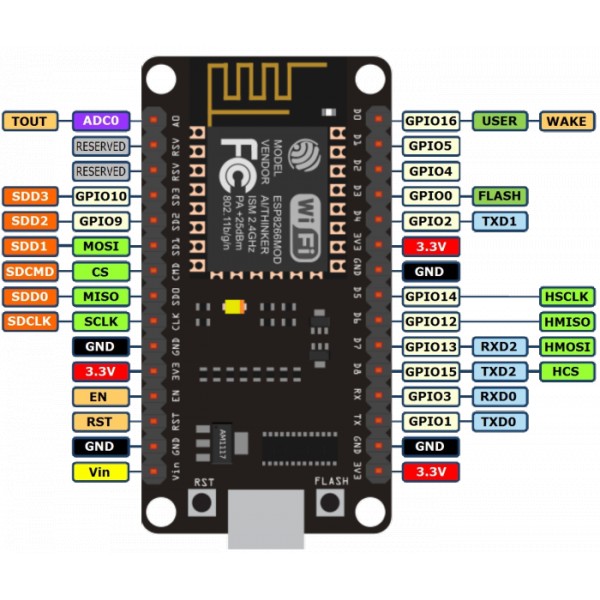 TOUT ADC0 A0 D0 GPIO16 USER WAKE
RESERVED RSV D1 GPIO5
RESERVED RSV D2 GPIO4
SDD3 GPIO10 SD3 D3 GPIO0 FLASH
SDD2 GPIO9 SD2 D4 GPIO2 TXD1
SDD1 MOSI SD1 3V3 3.3V
SDCMD CS CMD GND GND
SDD0 MISO SDO D5 GPIO14 HSCLK
SDCLK SCLK CLK D6 GPIO12 HMISO
GND GND D7 GPIO13 RXD2 HMOSI
3.3V 3V3 D8 GPIO15 TXD2 HCS
EN EN RX GPIO3 RXD0
RST RST TX GPIO1 TXD0
GND GND GND GND
Vin Vin 3V3 3.3V
MODEL ESP8266MOD
VENDOR AI/THINKER
ISM 2.4GHz
PA +25dBm
802.11b/g/n
FCC
WiFi
AM1117
RST
FLASH